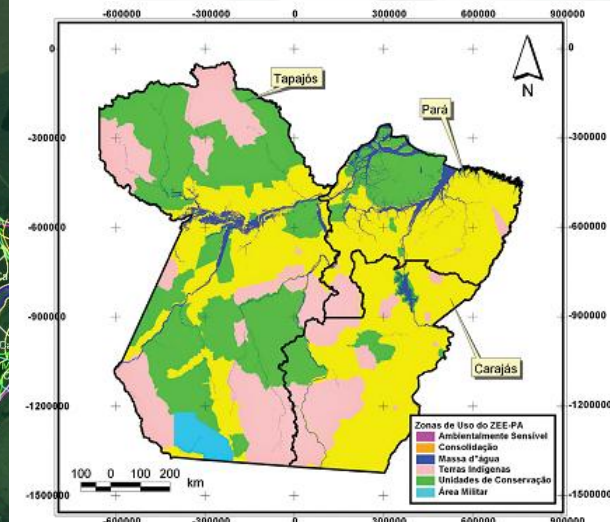 -600000 -300000 0 300000 600000 900000
0 0
Tapajós
N
Pará
-300000 -300000
-600000 -600000
-900000 -900000
Carajás
-1200000
Zonas de Uso do ZEE-PA
Ambientalmente Sensível
Consolidação
Massa d"água
Terras Indígenas
Unidades de Conservação
Área Militar
100 0 100 200 km
-1500000
-600000 -300000 0 300000 600000 900000